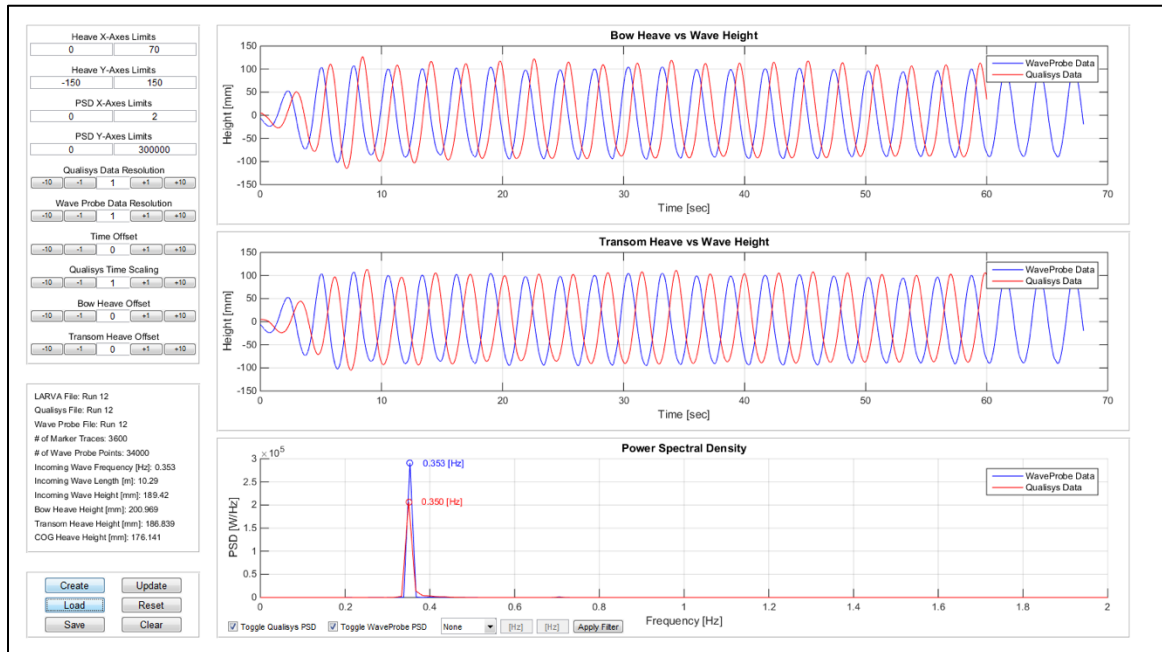 Heave X-Axes Limits
0 70
Heave Y-Axes Limits
-150 150
PSD X-Axes Limits
0 2
PSD Y-Axes Limits
0 300000
Qualisys Data Resolution
-10 -1 1 +1 +10
Wave Probe Data Resolution
-10 -1 1 +1 +10
Time Offset
-10 -1 0 +1 +10
Qualisys Time Scaling
-10 -1 1 +1 +10
Bow Heave Offset
-10 -1 0 +1 +10
Transom Heave Offset
-10 -1 0 +1 +10
LARVA File: Run 12
Qualisys File: Run 12
Wave Probe File: Run 12
# of Marker Traces: 3600
# of Wave Probe Points: 34000
Incoming Wave Frequency [Hz]: 0.353
Incoming Wave Length [m]: 10.29
Incoming Wave Height [mm]: 189.42
Bow Heave Height [mm]: 200.969
Transom Heave Height [mm]: 186.839
COG Heave Height [mm]: 176.141
Create Update
Load Reset
Save Clear
Bow Heave vs Wave Height
WaveProbe Data
Qualisys Data
Height [mm]
150
100
50
0
-50
-100
-150
0 10 20 30 40 50 60 70
Time [sec]
Transom Heave vs Wave Height
WaveProbe Data
Qualisys Data
Height [mm]
150
100
50
0
-50
-100
-150
0 10 20 30 40 50 60 70
Time [sec]
Power Spectral Density
× 10^5
WaveProbe Data
Qualisys Data
0.353 [Hz]
0.350 [Hz]
PSD [W/Hz]
3
2.5
2
1.5
1
0.5
0
0 0.2 0.4 0.6 0.8 1 1.2 1.4 1.6 1.8 2
Frequency [Hz]
Toggle Qualisys PSD Toggle WaveProbe PSD None [Hz] [Hz] Apply Filter